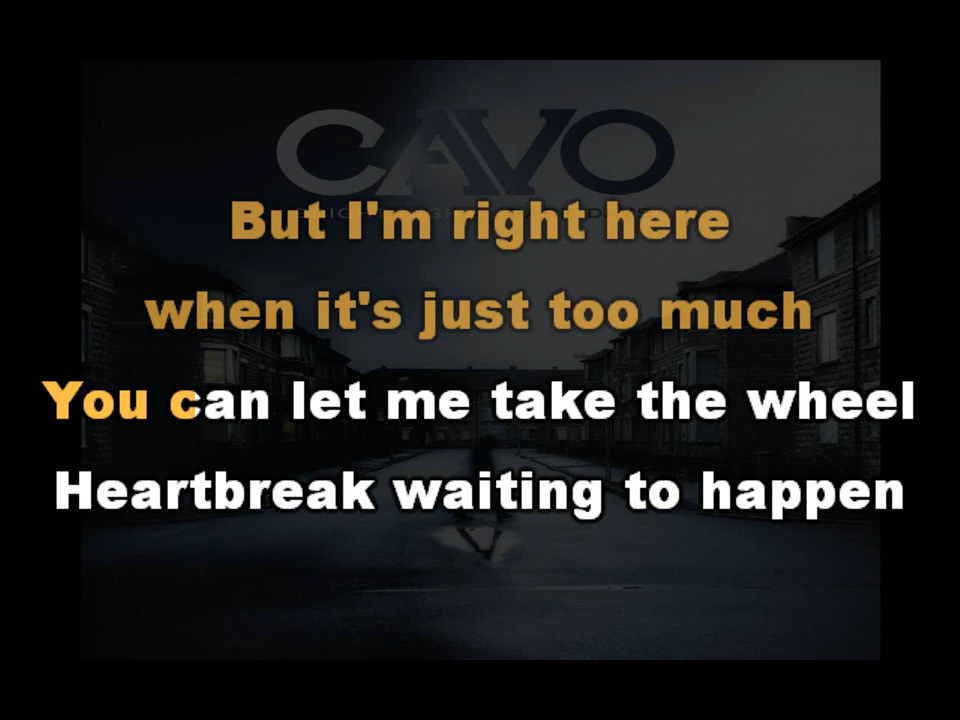 CAVO
But I'm right here
when it's just too much
You can let me take the wheel
Heartbreak waiting to happen